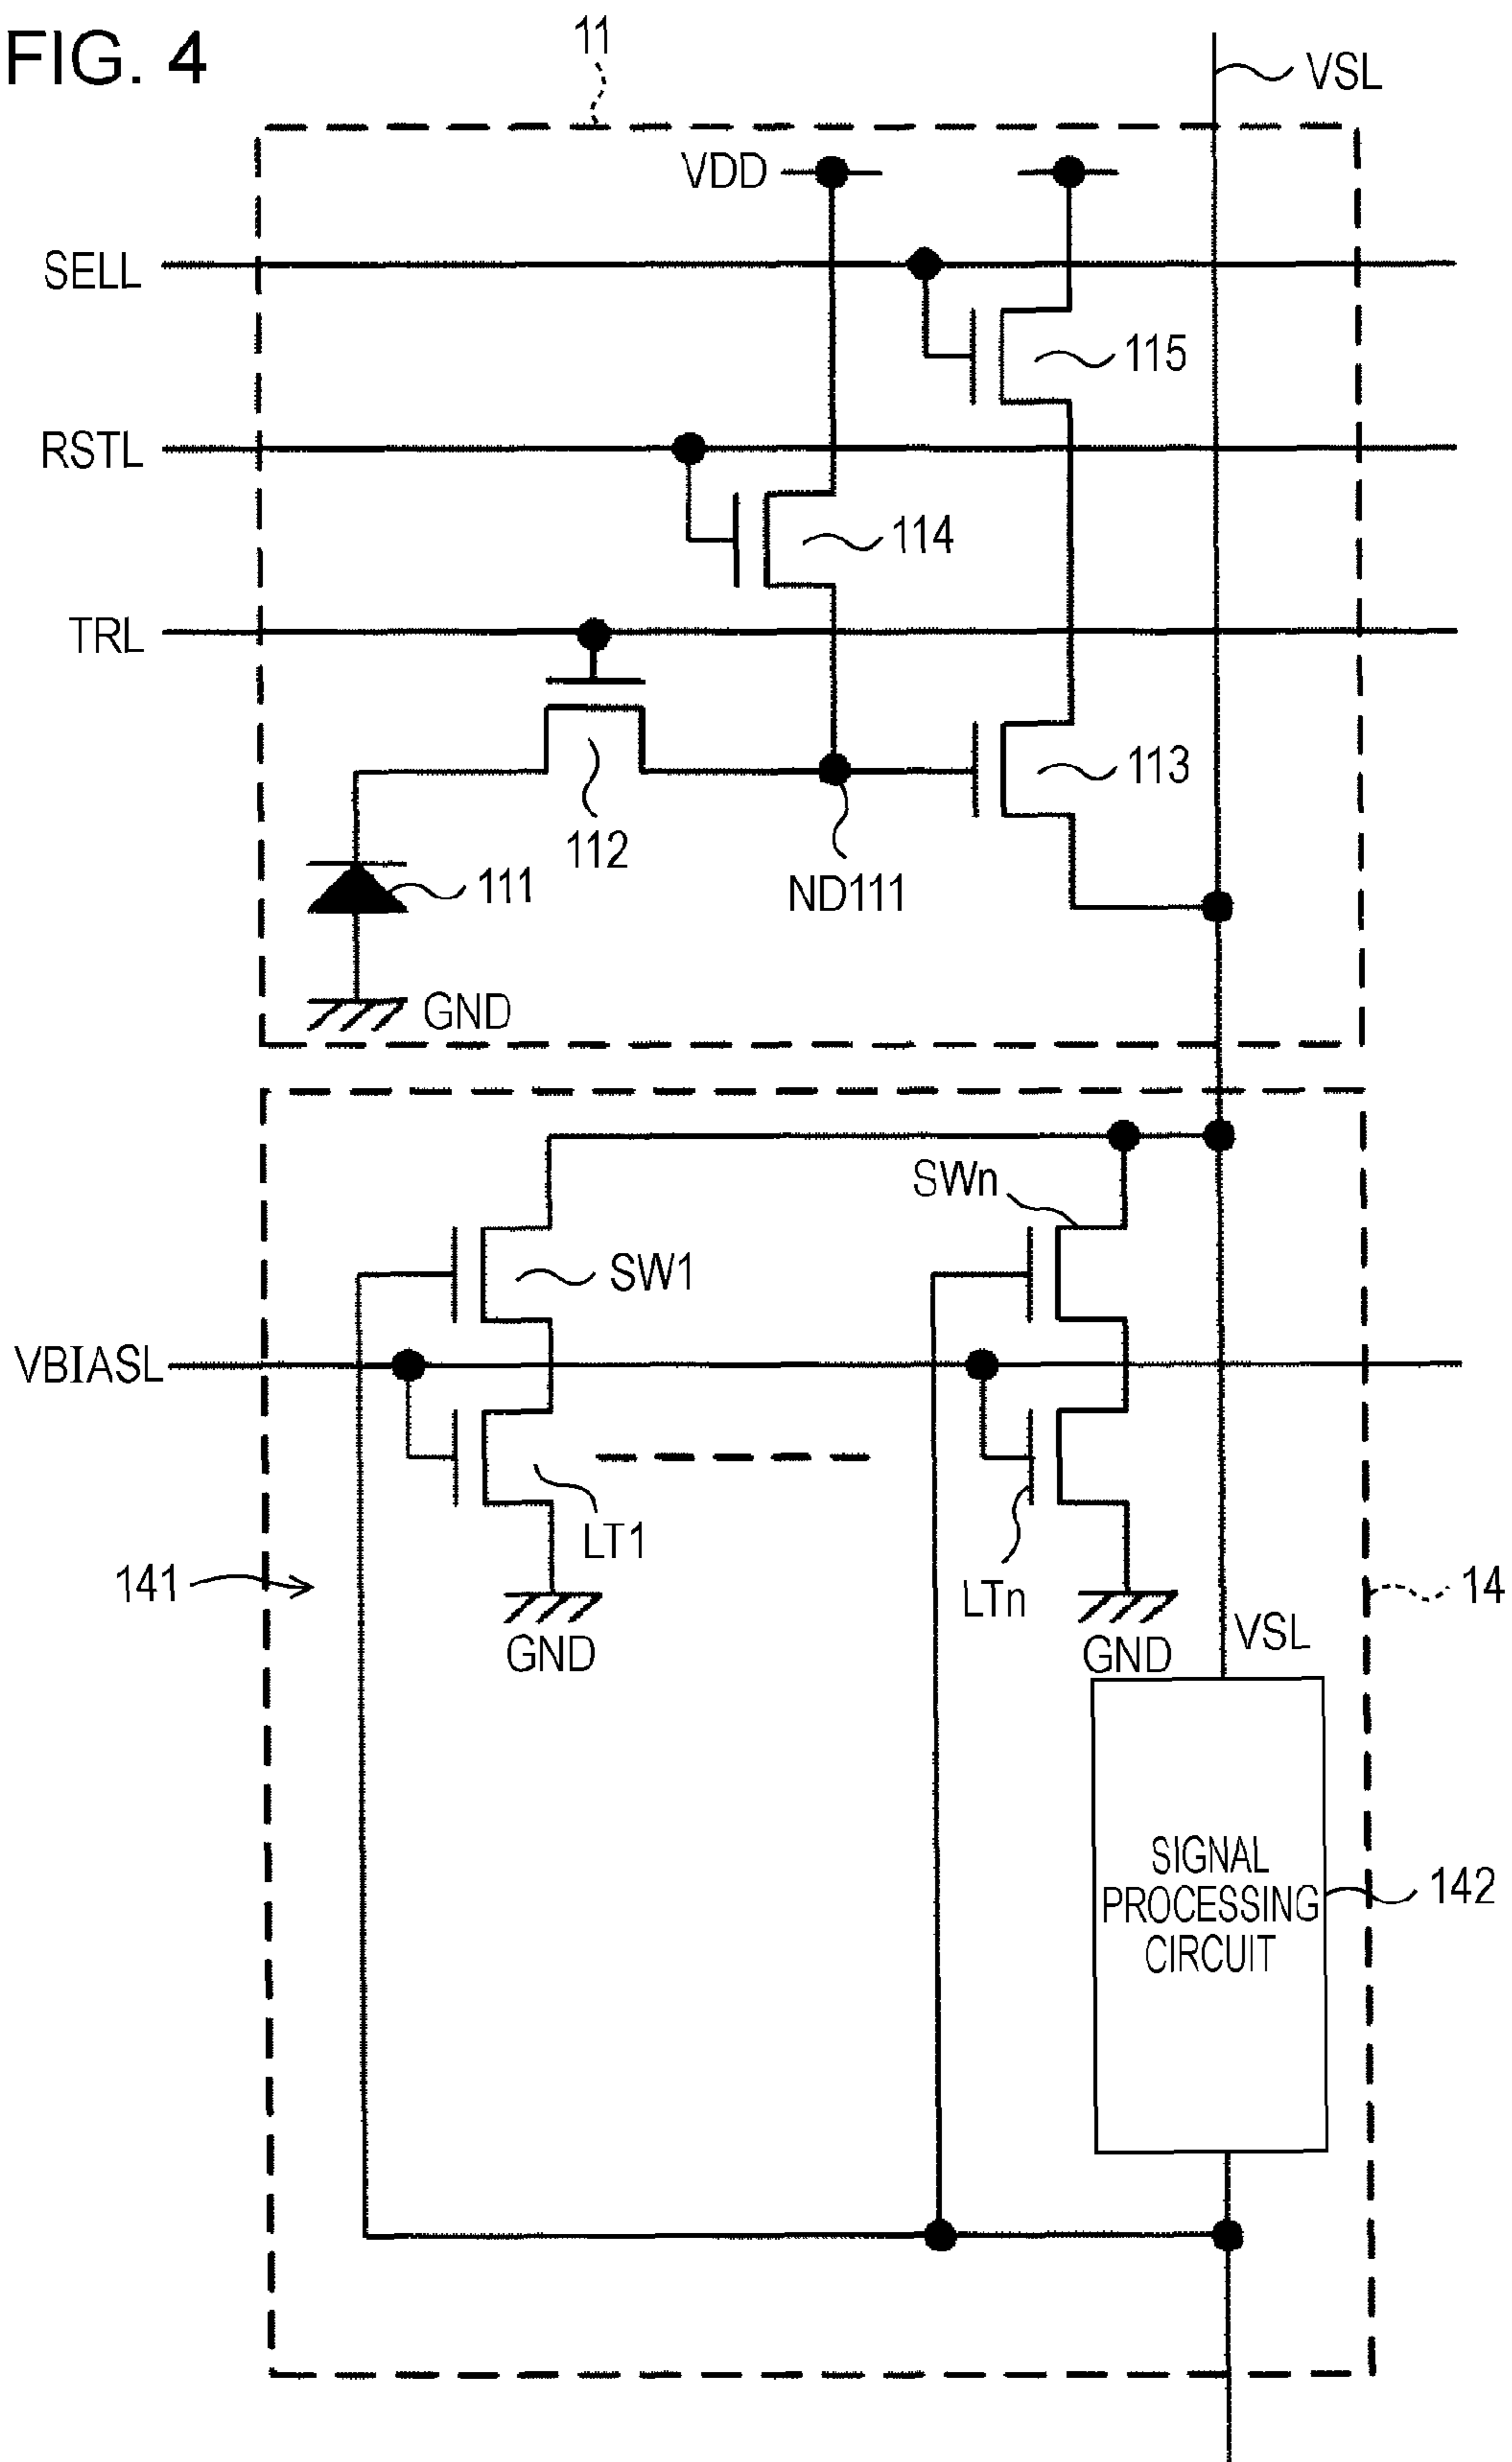 FIG. 4
11
VSL
VDD
SELL
115
RSTL
114
TRL
113
112
111
ND111
GND
SWn
SW1
VBIASL
LT1
141
LTn
14
GND
GND
VSL
SIGNAL
PROCESSING
CIRCUIT
142